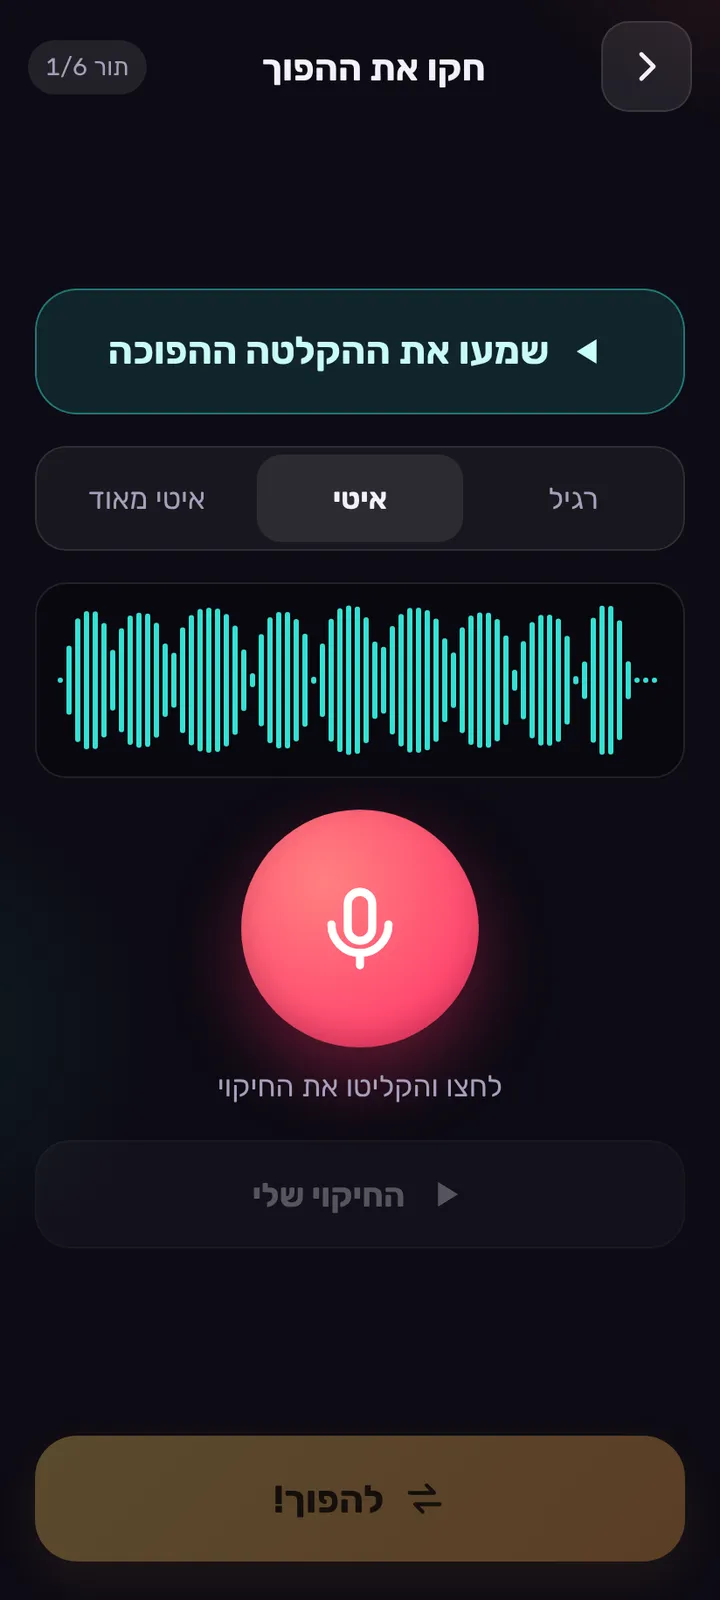 חקו את ההפוך
תור 1/6
שמעו את ההקלטה ההפוכה
רגיל
איטי
איטי מאוד
לחצו והקליטו את החיקוי
החיקוי שלי
להפוך!